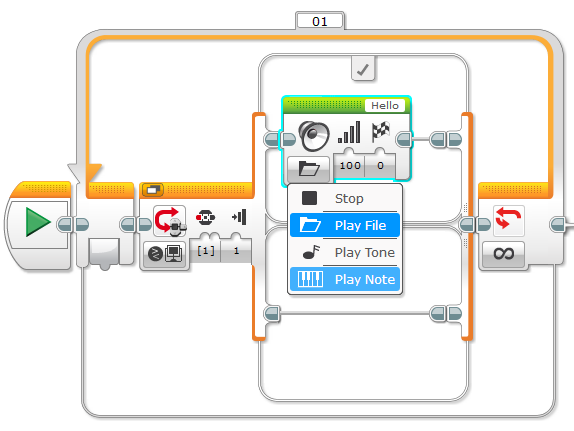 01
Hello
100 0
[1] 1
Stop
Play File
Play Tone
Play Note